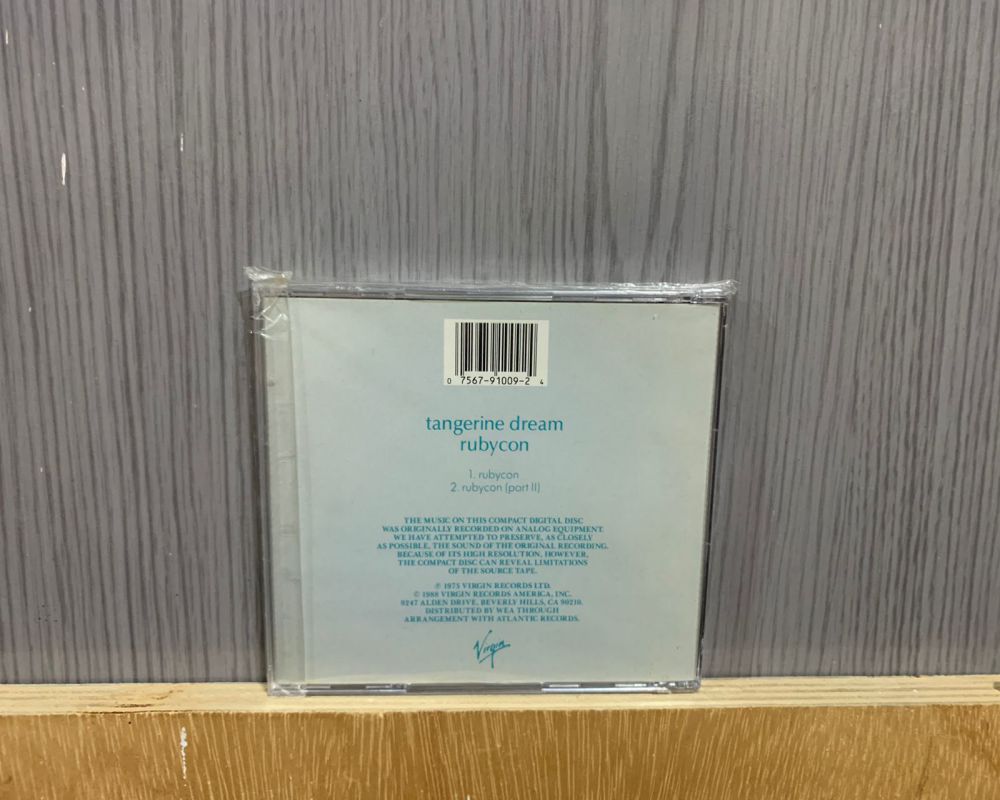 0 7567-91009-2 4
tangerine dream
rubycon
1. rubycon
2. rubycon (part II)
THE MUSIC ON THIS COMPACT DIGITAL DISC
WAS ORIGINALLY RECORDED ON ANALOG EQUIPMENT.
WE HAVE ATTEMPTED TO PRESERVE, AS CLOSELY
AS POSSIBLE, THE SOUND OF THE ORIGINAL RECORDING.
BECAUSE OF ITS HIGH RESOLUTION, HOWEVER,
THE COMPACT DISC CAN REVEAL LIMITATIONS
OF THE SOURCE TAPE.
℗ 1975 VIRGIN RECORDS LTD.
© 1988 VIRGIN RECORDS AMERICA, INC.
9247 ALDEN DRIVE, BEVERLY HILLS, CA 90210.
DISTRIBUTED BY WEA THROUGH
ARRANGEMENT WITH ATLANTIC RECORDS.
Virgin